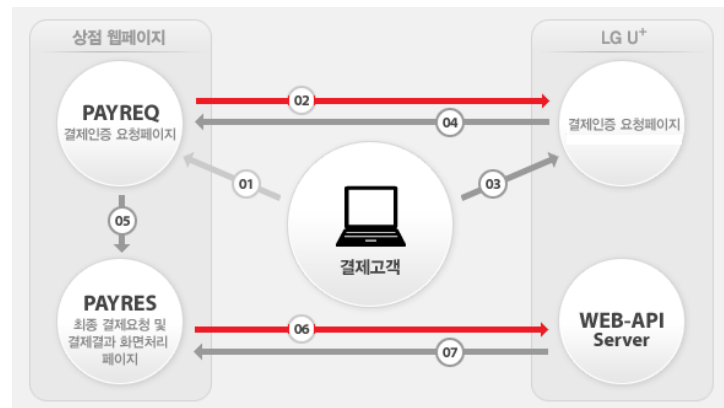 상점 웹페이지
LG U+
PAYREQ
결제인증 요청페이지
02
04
결제인증 요청페이지
01
03
05
결제고객
PAYRES
최종 결제요청 및
결제결과 화면처리
페이지
06
07
WEB-API
Server